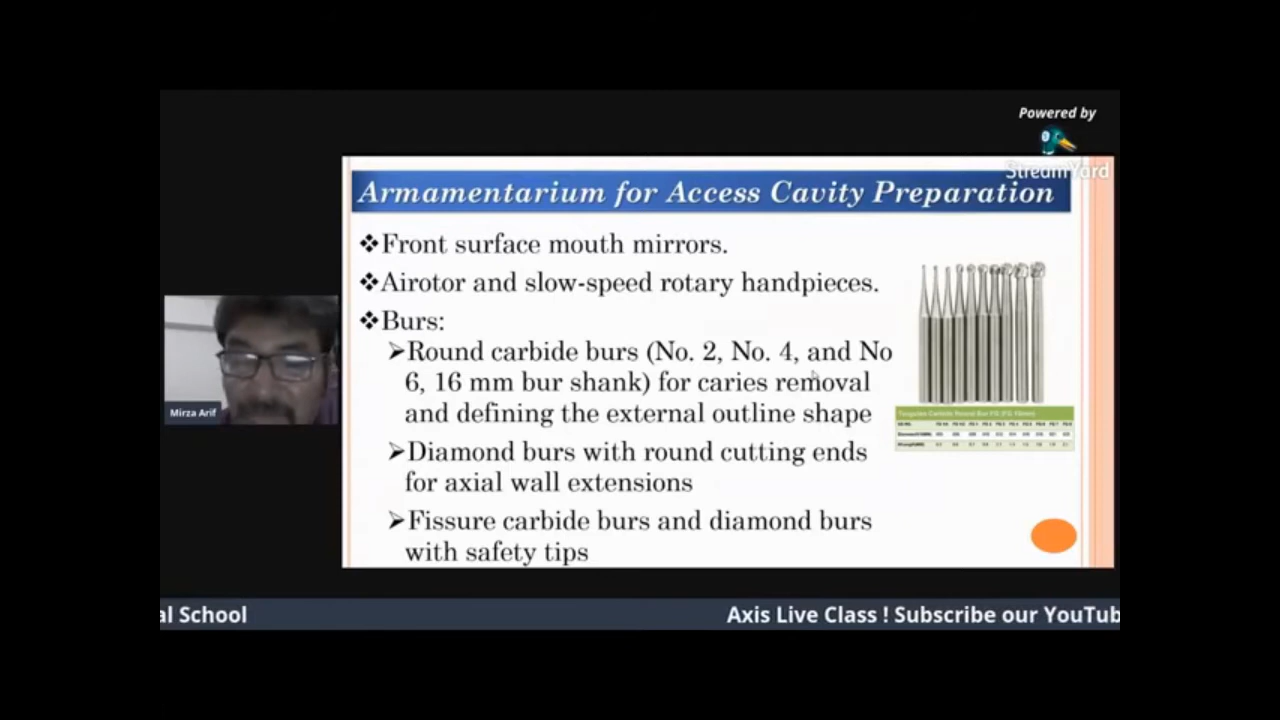 Powered by
StreamYard
Armamentarium for Access Cavity Preparation
❖Front surface mouth mirrors.
❖Airotor and slow-speed rotary handpieces.
❖Burs:
➢Round carbide burs (No. 2, No. 4, and No
6, 16 mm bur shank) for caries removal
and defining the external outline shape
➢Diamond burs with round cutting ends
for axial wall extensions
➢Fissure carbide burs and diamond burs
with safety tips
Mirza Arif
al School
Axis Live Class ! Subscribe our YouTub